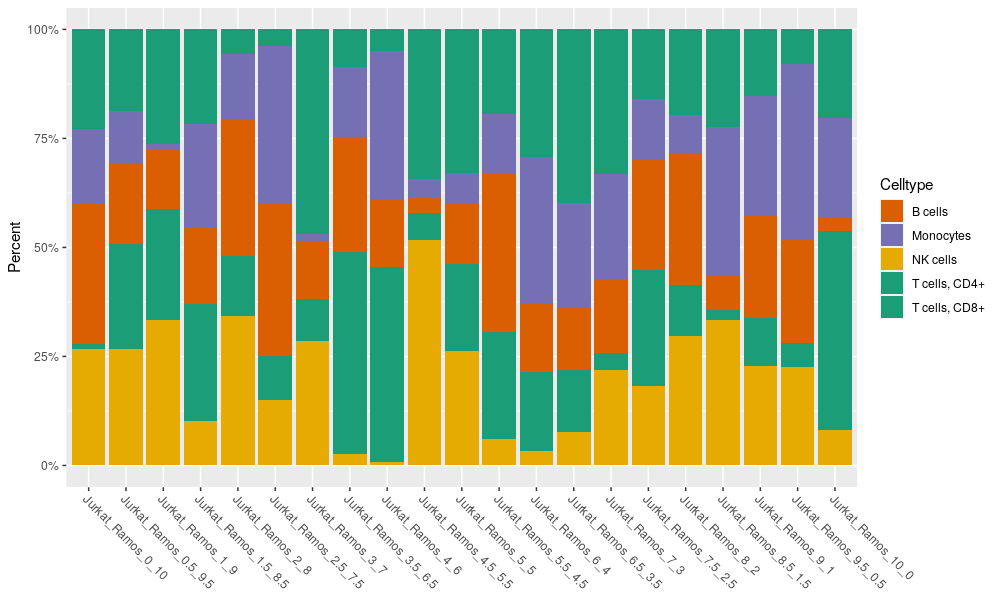 100%
75%
50%
25%
0%
Percent
Celltype
B cells
Monocytes
NK cells
T cells, CD4+
T cells, CD8+
Jurkat_Ramos_0_10
Jurkat_Ramos_0.5_9.5
Jurkat_Ramos_1_9
Jurkat_Ramos_1.5_8.5
Jurkat_Ramos_2_8
Jurkat_Ramos_2.5_7.5
Jurkat_Ramos_3_7
Jurkat_Ramos_3.5_6.5
Jurkat_Ramos_4_6
Jurkat_Ramos_4.5_5.5
Jurkat_Ramos_5_5
Jurkat_Ramos_5.5_4.5
Jurkat_Ramos_6_4
Jurkat_Ramos_6.5_3.5
Jurkat_Ramos_7_3
Jurkat_Ramos_7.5_2.5
Jurkat_Ramos_8_2
Jurkat_Ramos_8.5_1.5
Jurkat_Ramos_9_1
Jurkat_Ramos_9.5_0.5
Jurkat_Ramos_10_0